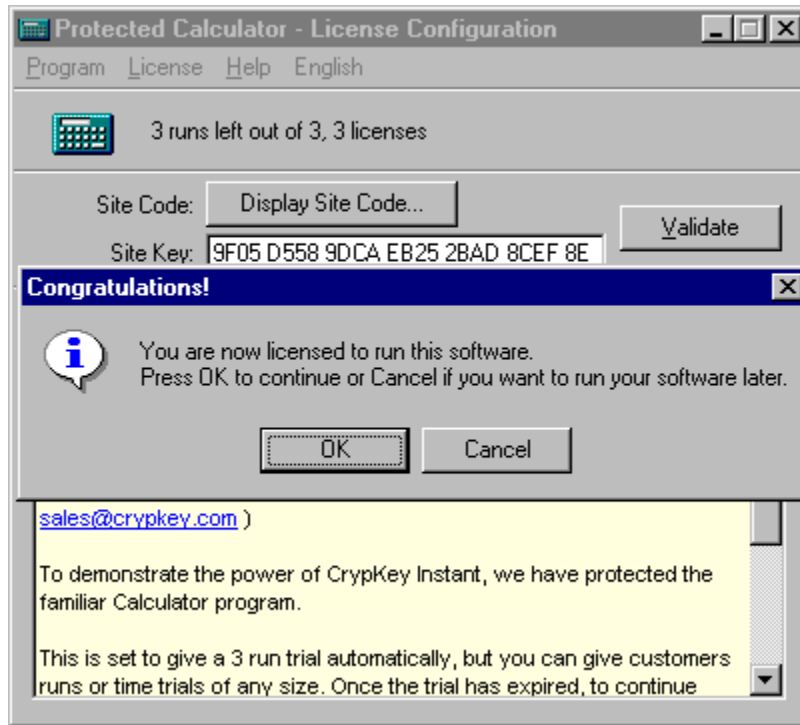 Protected Calculator - License Configuration
Program License Help English
3 runs left out of 3, 3 licenses
Site Code: Display Site Code...
Validate
Site Key: 9F05 D558 9DCA EB25 2BAD 8CEF 8E
Congratulations!
You are now licensed to run this software.
Press OK to continue or Cancel if you want to run your software later.
OK Cancel
sales@crypkey.com )
To demonstrate the power of CrypKey Instant, we have protected the
familiar Calculator program.
This is set to give a 3 run trial automatically, but you can give customers
runs or time trials of any size. Once the trial has expired, to continue